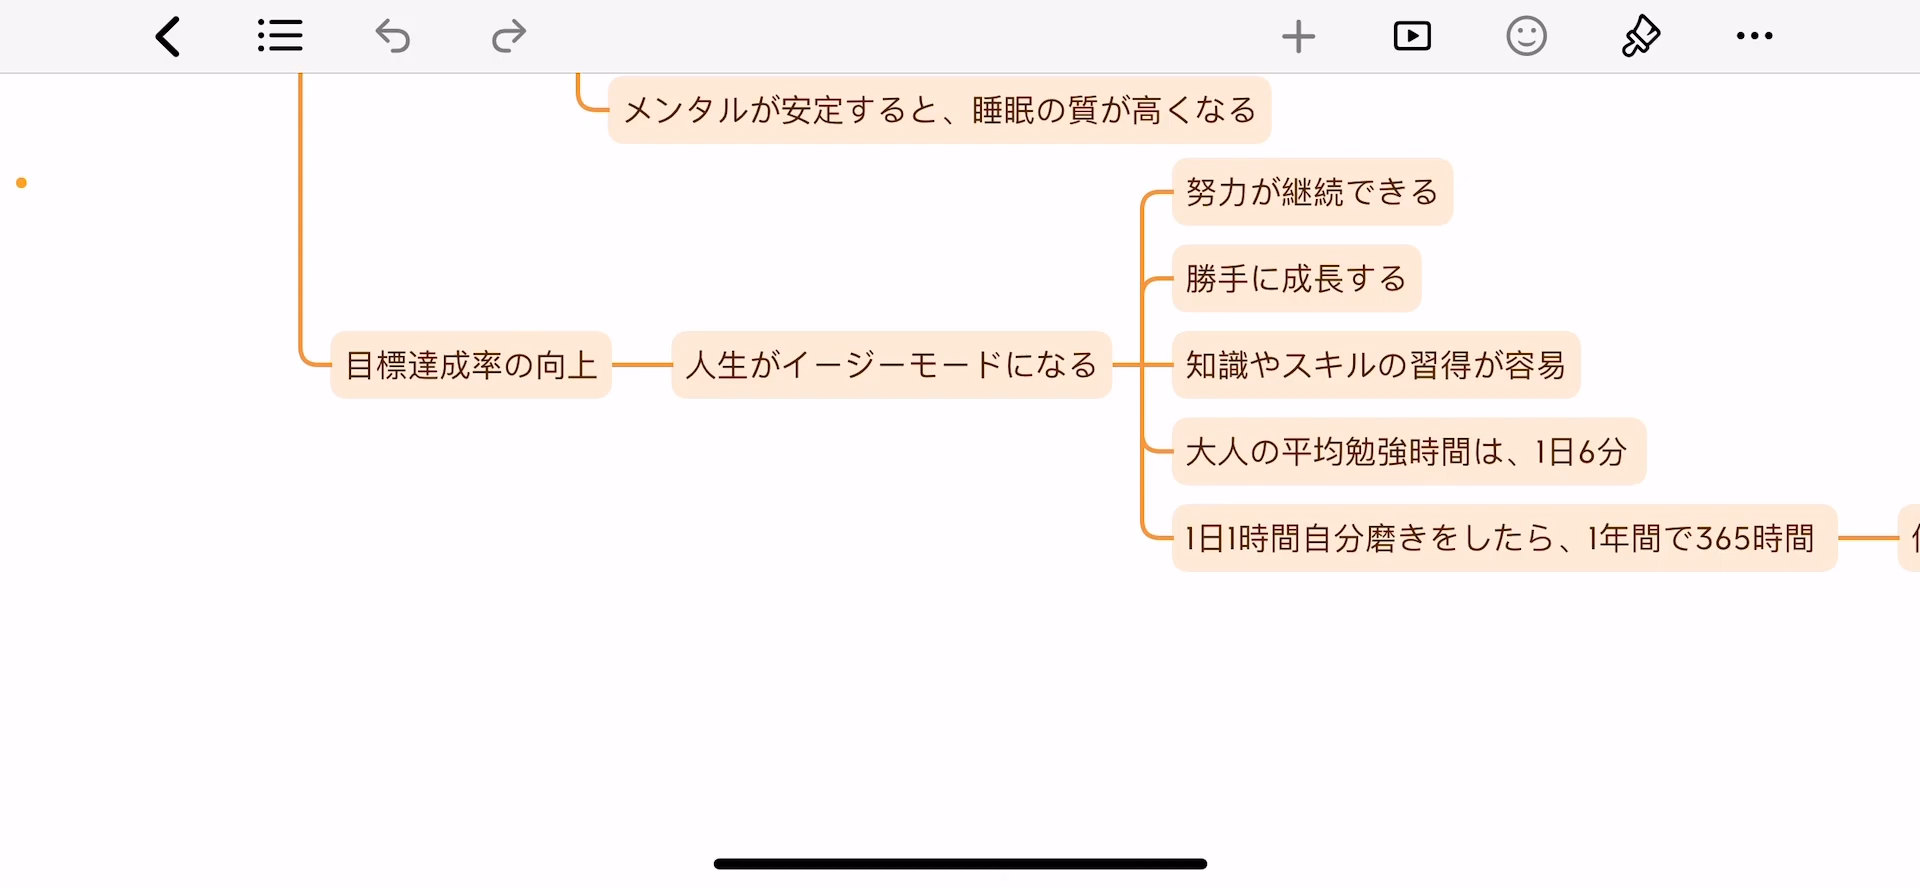 メンタルが安定すると、睡眠の質が高くなる
努力が継続できる
勝手に成長する
目標達成率の向上
人生がイージーモードになる
知識やスキルの習得が容易
大人の平均勉強時間は、1日6分
1日1時間自分磨きをしたら、1年間で365時間